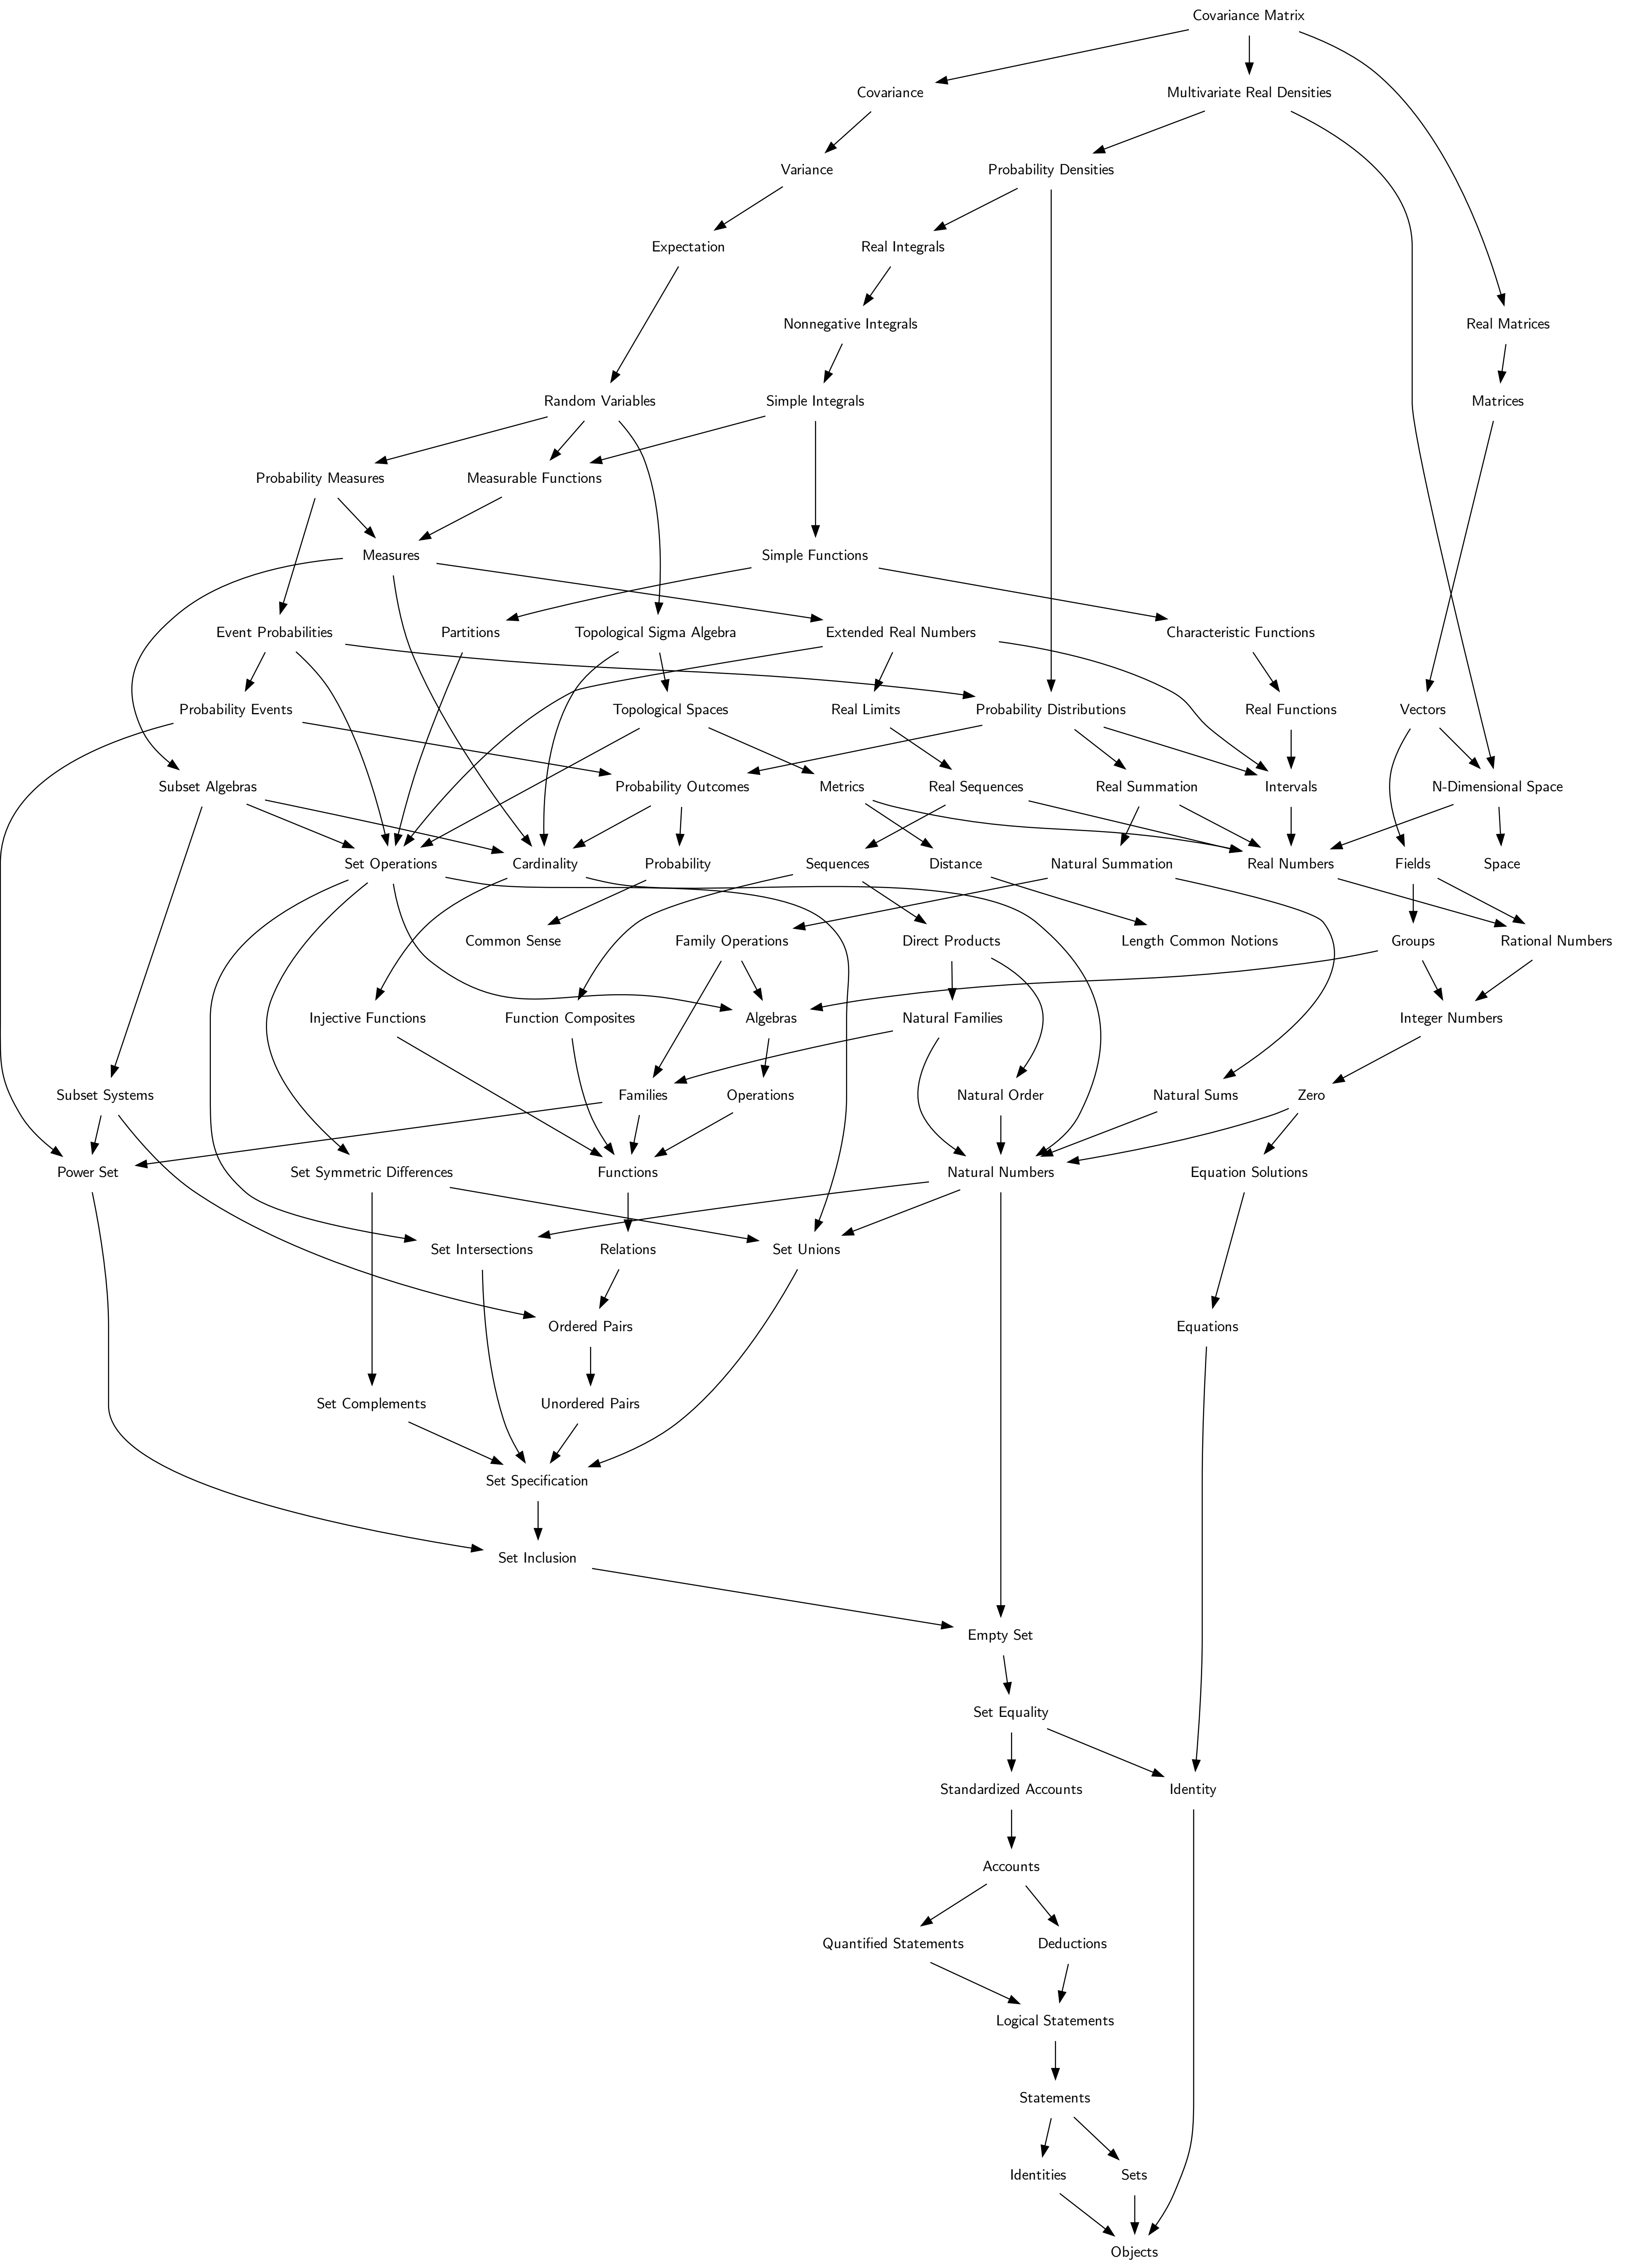 Covariance Matrix
Covariance
Multivariate Real Densities
Variance
Probability Densities
Expectation
Real Integrals
Nonnegative Integrals
Real Matrices
Random Variables
Simple Integrals
Matrices
Probability Measures
Measurable Functions
Measures
Simple Functions
Event Probabilities
Partitions
Topological Sigma Algebra
Extended Real Numbers
Characteristic Functions
Probability Events
Topological Spaces
Real Limits
Probability Distributions
Real Functions
Vectors
Subset Algebras
Probability Outcomes
Metrics
Real Sequences
Real Summation
Intervals
N-Dimensional Space
Set Operations
Cardinality
Probability
Sequences
Distance
Natural Summation
Real Numbers
Fields
Space
Common Sense
Family Operations
Direct Products
Length Common Notions
Groups
Rational Numbers
Injective Functions
Function Composites
Algebras
Natural Families
Integer Numbers
Subset Systems
Families
Operations
Natural Order
Natural Sums
Zero
Power Set
Set Symmetric Differences
Functions
Natural Numbers
Equation Solutions
Set Intersections
Relations
Set Unions
Ordered Pairs
Equations
Set Complements
Unordered Pairs
Set Specification
Set Inclusion
Empty Set
Set Equality
Standardized Accounts
Identity
Accounts
Quantified Statements
Deductions
Logical Statements
Statements
Identities
Sets
Objects